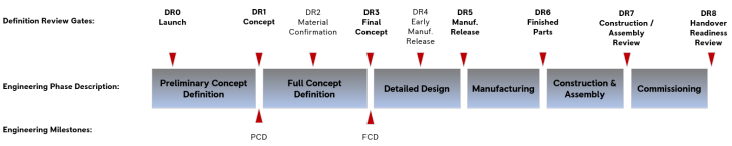 Definition Review Gates:
DR0
Launch
DR1
Concept
DR2
Material
Confirmation
DR3
Final
Concept
DR4
Early
Manuf.
Release
DR5
Manuf.
Release
DR6
Finished
Parts
DR7
Construction /
Assembly
Review
DR8
Handover
Readiness
Review
Engineering Phase Description:
Preliminary Concept
Definition
Full Concept
Definition
Detailed Design
Manufacturing
Construction &
Assembly
Commissioning
Engineering Milestones:
PCD
FCD